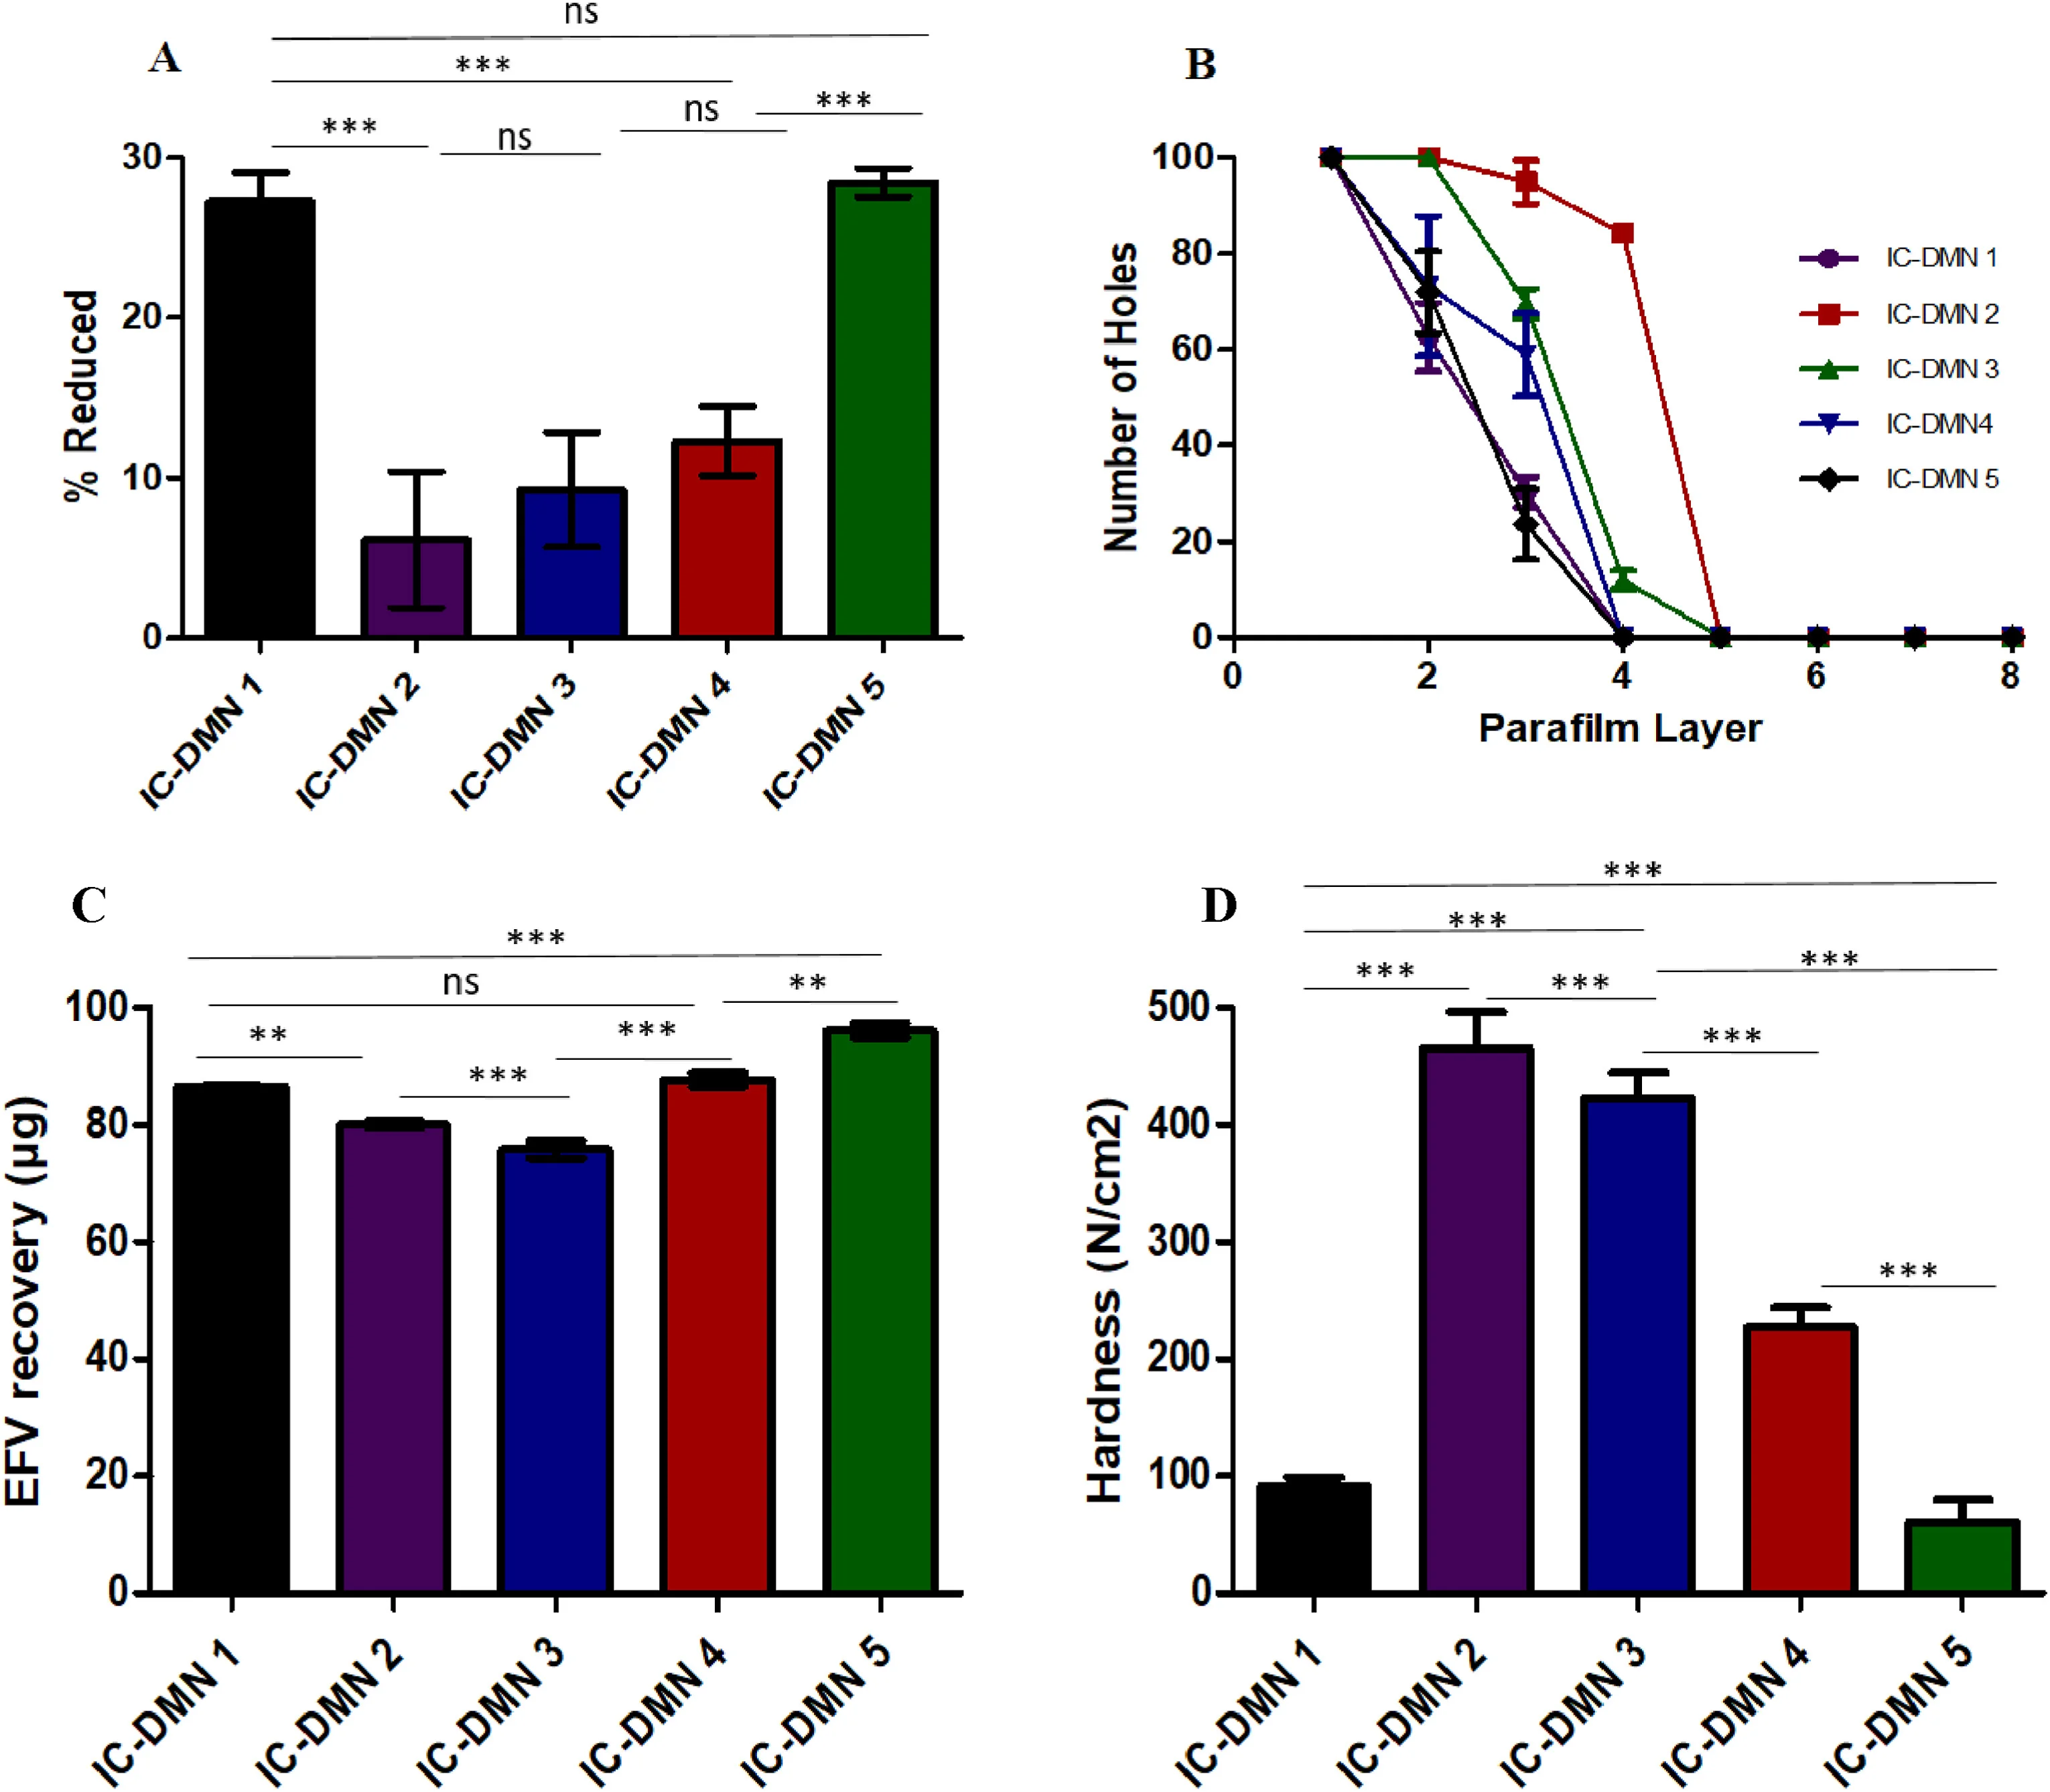 A
ns
***
ns
***
***
ns
30
20
10
0
% Reduced
IC-DMN 1
IC-DMN 2
IC-DMN 3
IC-DMN 4
IC-DMN 5
B
100
80
60
40
20
0
Number of Holes
0 2 4 6 8
Parafilm Layer
IC-DMN 1
IC-DMN 2
IC-DMN 3
IC-DMN4
IC-DMN 5
C
***
ns
**
**
***
***
100
80
60
40
20
0
EFV recovery (µg)
IC-DMN 1
IC-DMN 2
IC-DMN 3
IC-DMN 4
IC-DMN 5
D
***
***
***
***
***
***
***
500
400
300
200
100
0
Hardness (N/cm2)
IC-DMN 1
IC-DMN 2
IC-DMN 3
IC-DMN 4
IC-DMN 5